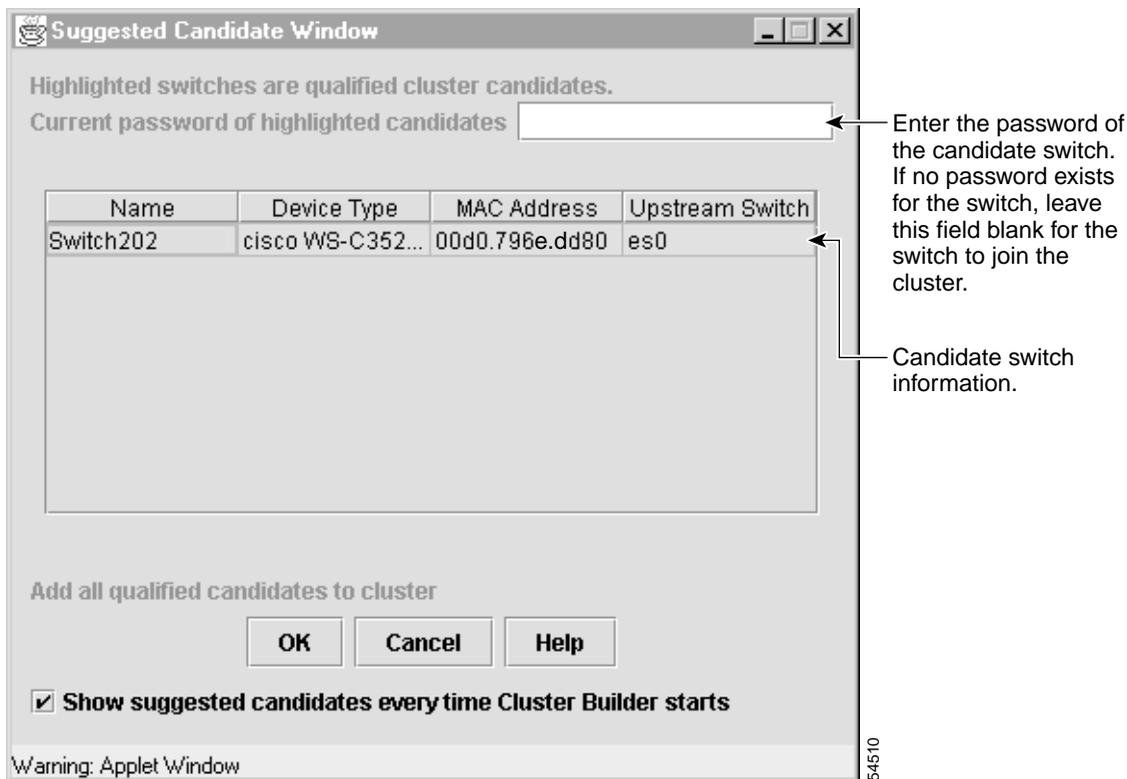 Suggested Candidate Window
Highlighted switches are qualified cluster candidates.
Current password of highlighted candidates
Enter the password of
the candidate switch.
If no password exists
for the switch, leave
this field blank for the
switch to join the
cluster.
Name Device Type MAC Address Upstream Switch
Switch202 cisco WS-C352... 00d0.796e.dd80 es0
Candidate switch
information.
Add all qualified candidates to cluster
OK Cancel Help
Show suggested candidates every time Cluster Builder starts
Warning: Applet Window
54510